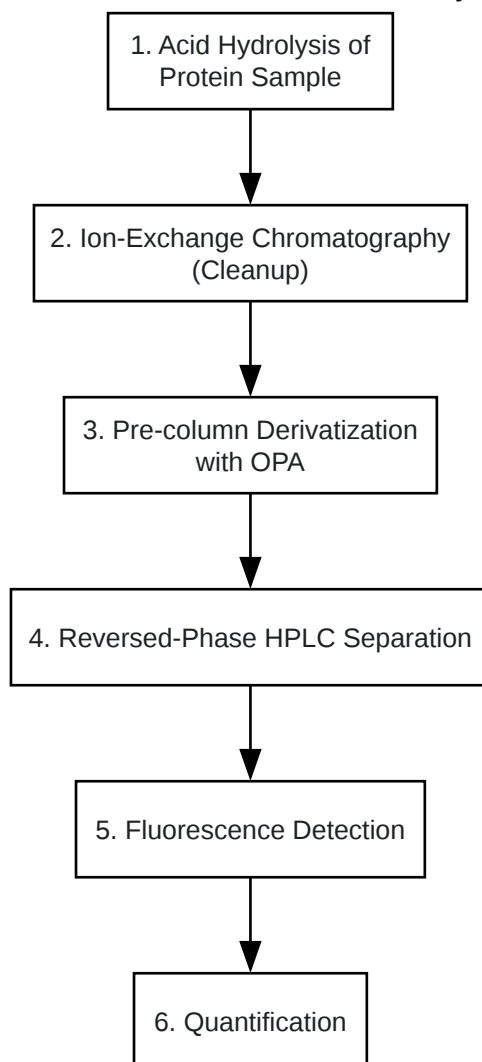 1. Acid Hydrolysis of
Protein Sample
2. Ion-Exchange Chromatography
(Cleanup)
3. Pre-column Derivatization
with OPA
4. Reversed-Phase HPLC Separation
5. Fluorescence Detection
6. Quantification